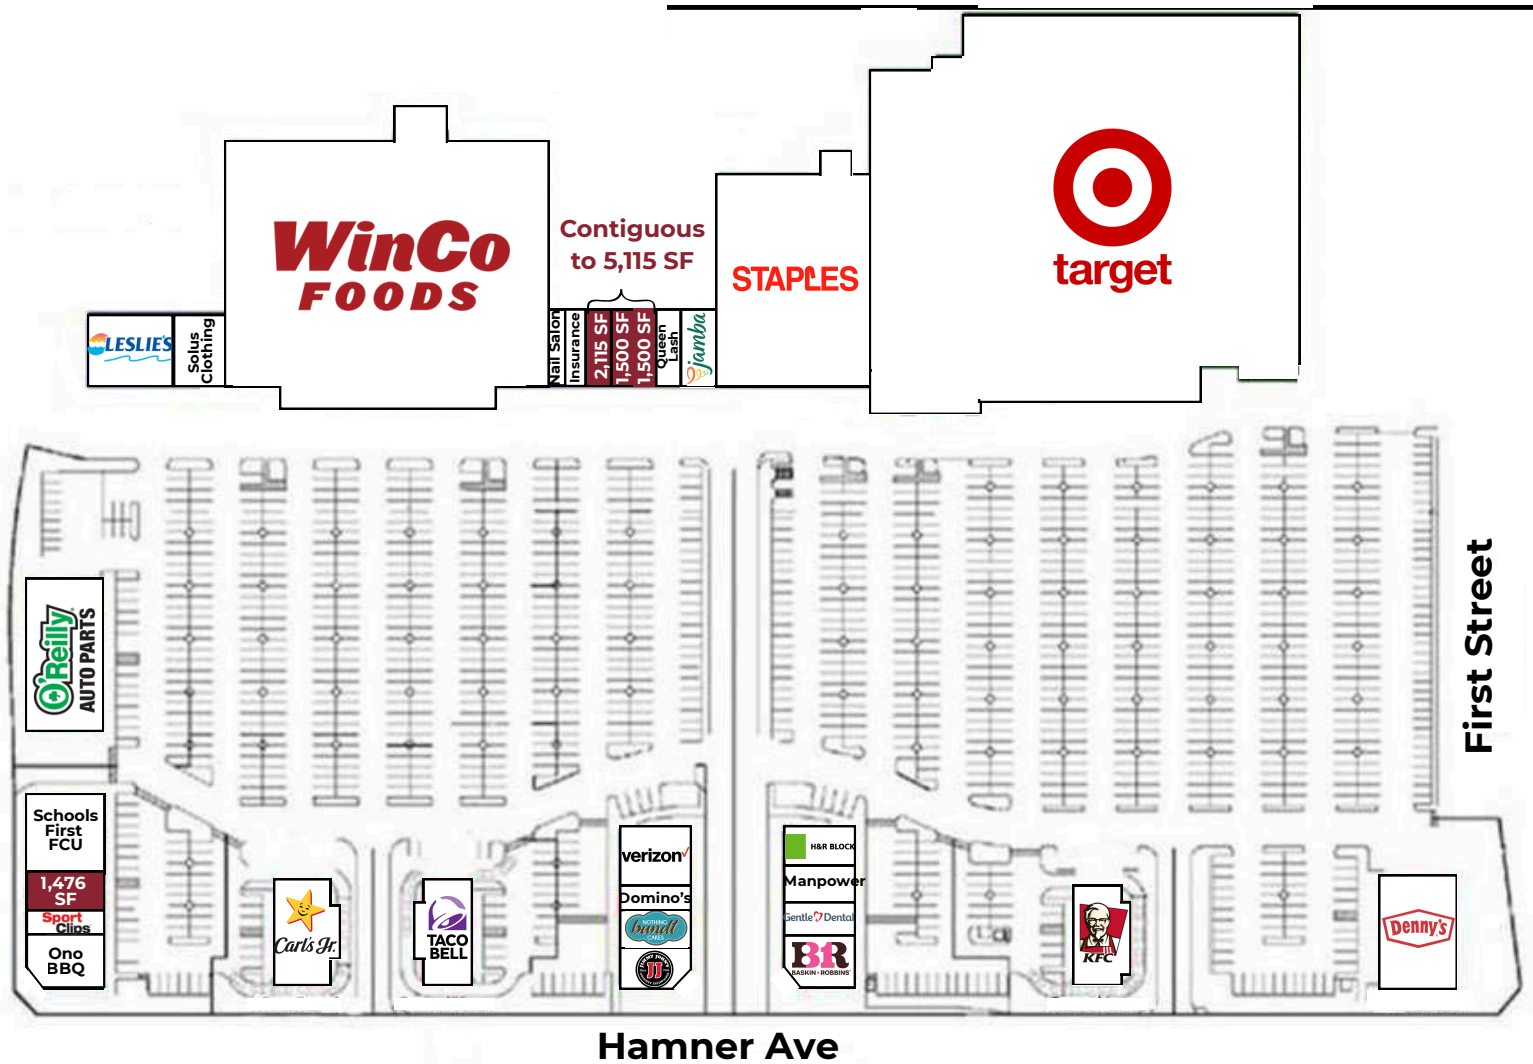 target
WinCo
FOODS
Contiguous
to 5,115 SF
STAPLES
LESLIE'S
Solus
Clothing
Nail Salon
Insurance
2,115 SF
1,500 SF
1,500 SF
Queen
Lash
jamba
O'Reilly
AUTO PARTS
First Street
Schools
First
FCU
1,476
SF
Sport
Clips
Ono
BBQ
Carl's Jr.
TACO
BELL
verizon
Domino's
NOTHING
bundt
CAKES
JJ
H&R BLOCK
Manpower
Gentle Dental
BR
BASKIN-ROBBINS
KFC
Denny's
Hamner Ave